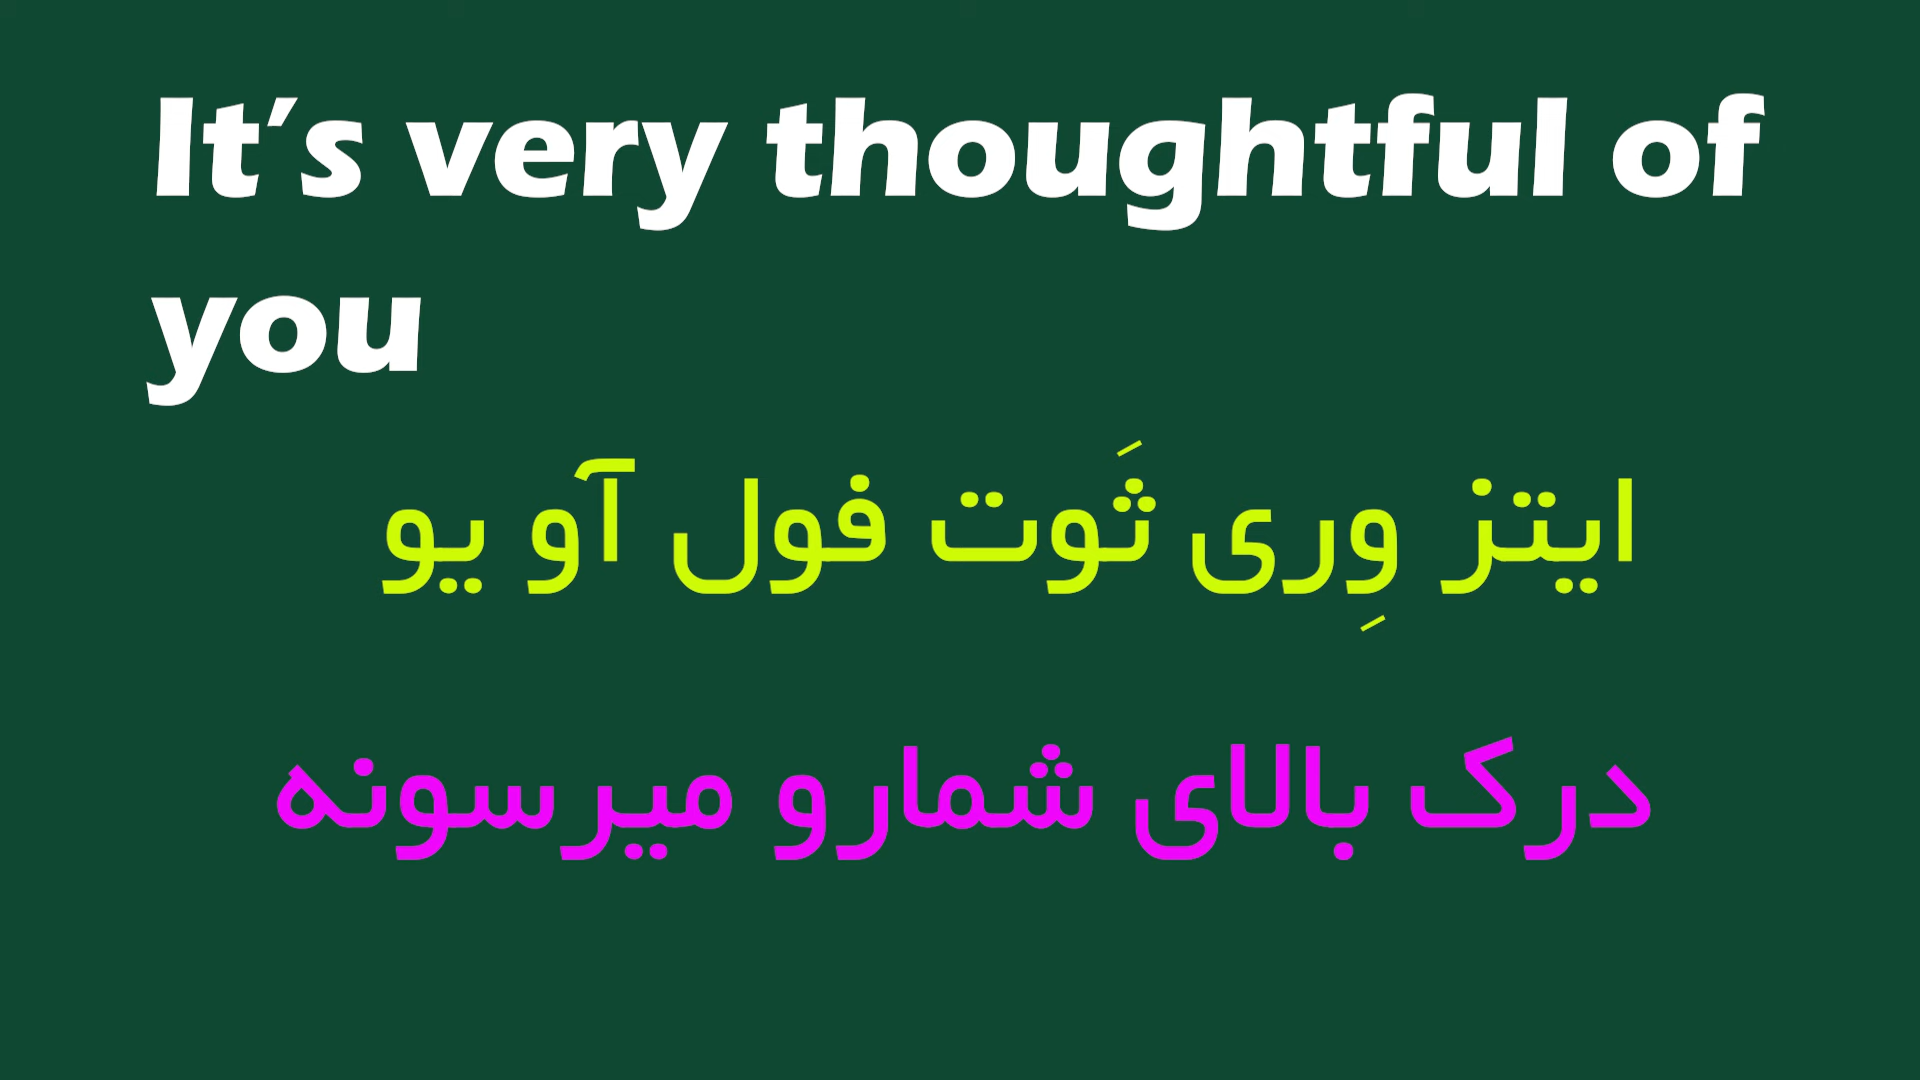 It's very thoughtful of
you
ایتز وِری ثَوت فول آو یو
درک بالای شمارو میرسونه